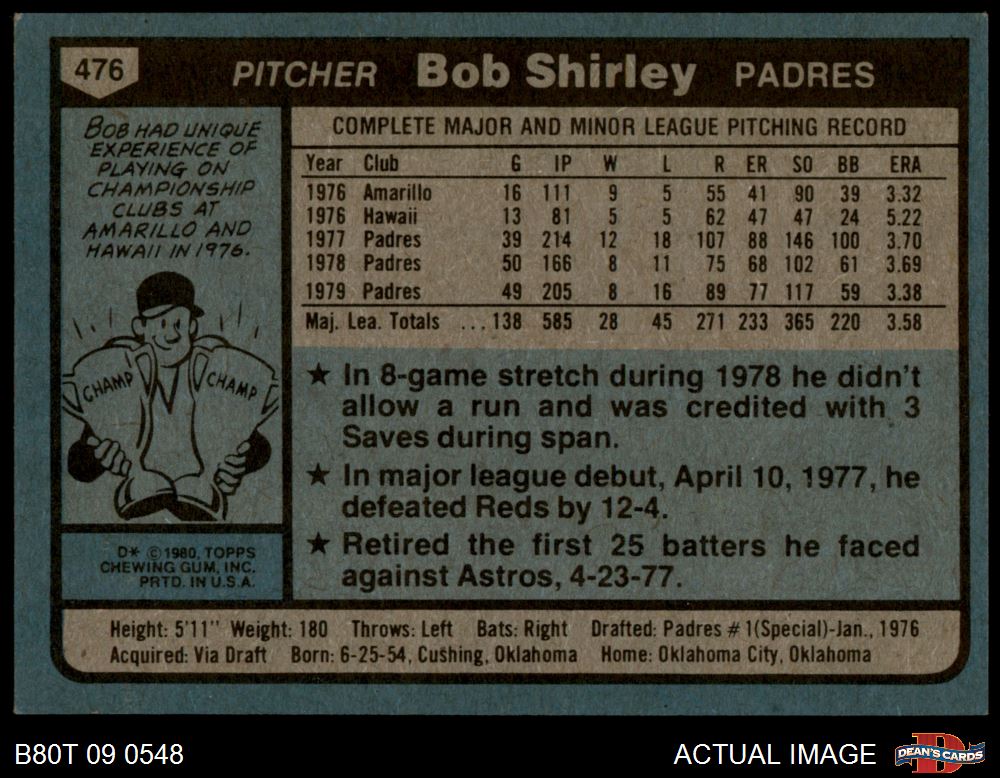 476 PITCHER Bob Shirley PADRES
BOB HAD UNIQUE
EXPERIENCE OF
PLAYING ON
CHAMPIONSHIP
CLUBS AT
AMARILLO AND
HAWAII IN 1976.
CHAMP CHAMP
D* © 1980, TOPPS
CHEWING GUM, INC.
PRTD. IN U.S.A.
COMPLETE MAJOR AND MINOR LEAGUE PITCHING RECORD
Year Club G IP W L R ER SO BB ERA
1976 Amarillo 16 111 9 5 55 41 90 39 3.32
1976 Hawaii 13 81 5 5 62 47 47 24 5.22
1977 Padres 39 214 12 18 107 88 146 100 3.70
1978 Padres 50 166 8 11 75 68 102 61 3.69
1979 Padres 49 205 8 16 89 77 117 59 3.38
Maj. Lea. Totals ...138 585 28 45 271 233 365 220 3.58
★ In 8-game stretch during 1978 he didn't
allow a run and was credited with 3
Saves during span.
★ In major league debut, April 10, 1977, he
defeated Reds by 12-4.
★ Retired the first 25 batters he faced
against Astros, 4-23-77.
Height: 5'11" Weight: 180 Throws: Left Bats: Right Drafted: Padres #1(Special)-Jan., 1976
Acquired: Via Draft Born: 6-25-54, Cushing, Oklahoma Home: Oklahoma City, Oklahoma
B80T 09 0548 ACTUAL IMAGE D DEAN'S CARDS